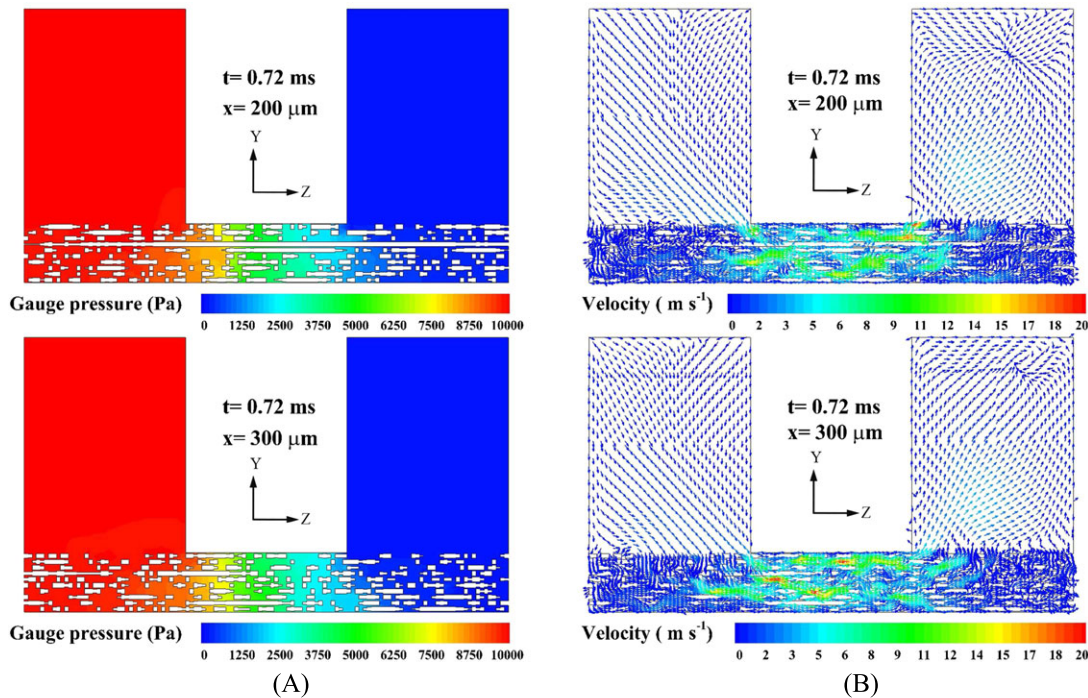 t= 0.72 ms
x= 200 μm
Y
Z
Gauge pressure (Pa)
0 1250 2500 3750 5000 6250 7500 8750 10000
t= 0.72 ms
x= 200 μm
Y
Z
Velocity ( m s⁻¹)
0 2 3 5 6 8 9 11 12 14 15 17 18 20
t= 0.72 ms
x= 300 μm
Y
Z
Gauge pressure (Pa)
0 1250 2500 3750 5000 6250 7500 8750 10000
t= 0.72 ms
x= 300 μm
Y
Z
Velocity ( m s⁻¹)
0 2 3 5 6 8 9 11 12 14 15 17 18 20
(A)
(B)